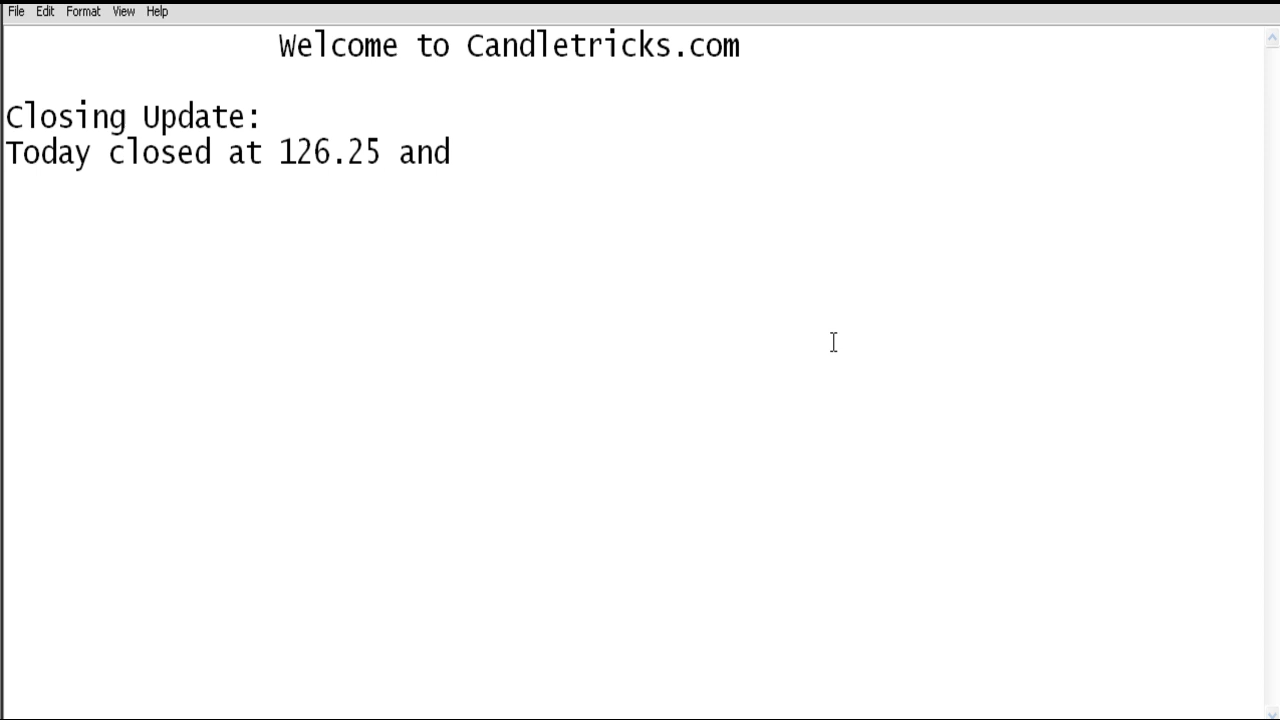 File Edit Format View Help
Welcome to Candletricks.com
Closing Update:
Today closed at 126.25 and